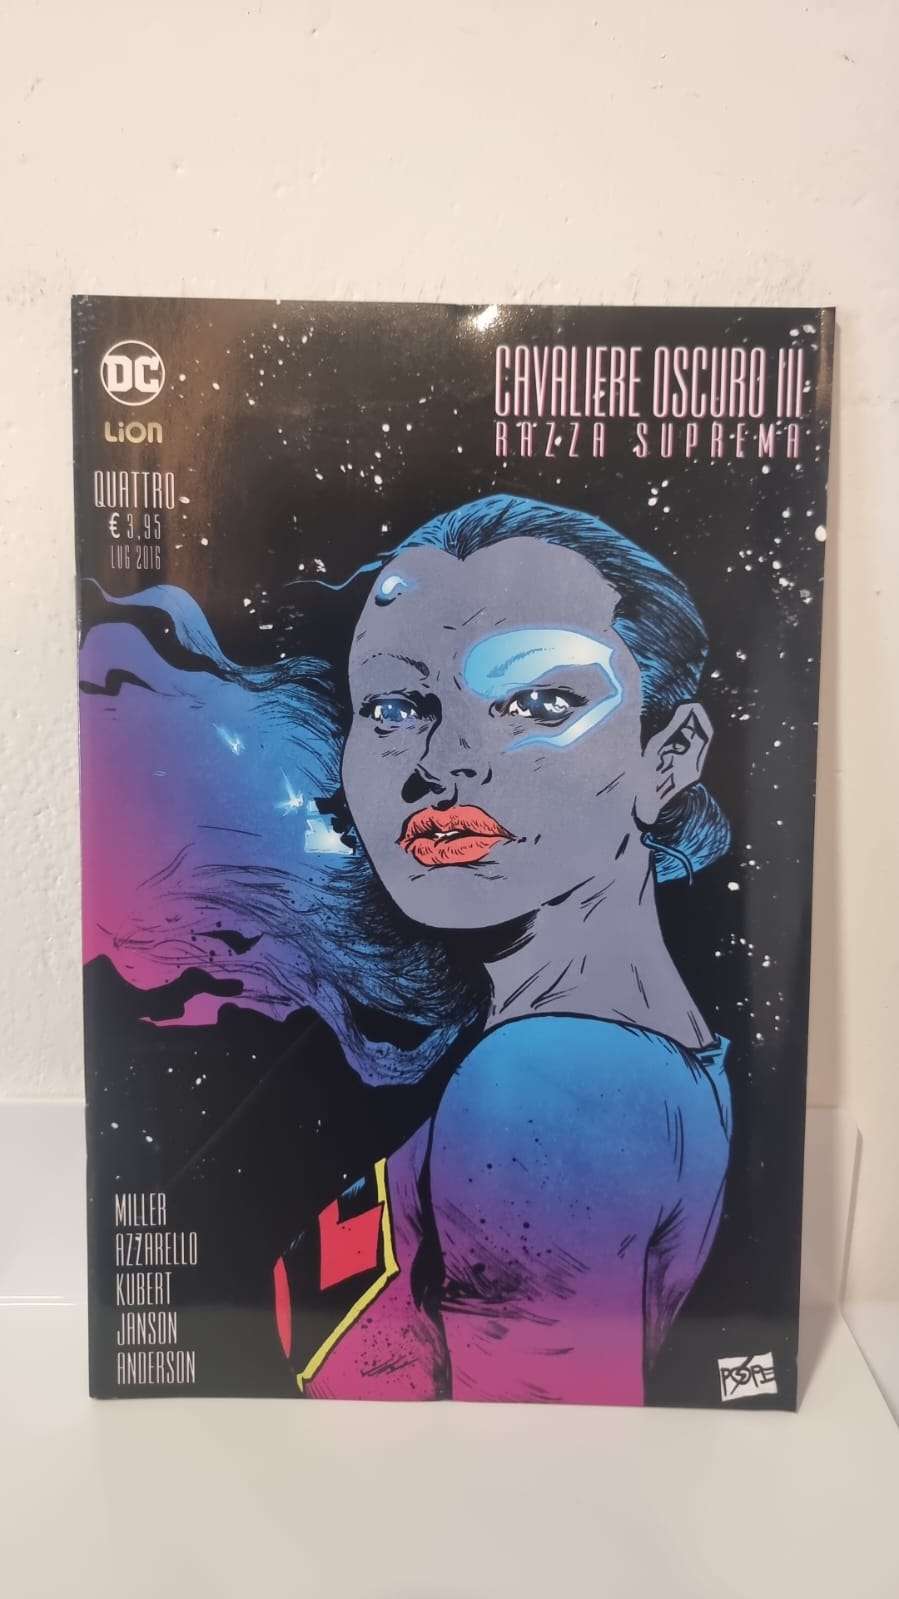 DC
LION
QUATTRO
€ 3,95
LUG 2016
CAVALIERE OSCURO III
RAZZA SUPREMA
MILLER
AZZARELLO
KUBERT
JANSON
ANDERSON
POPE